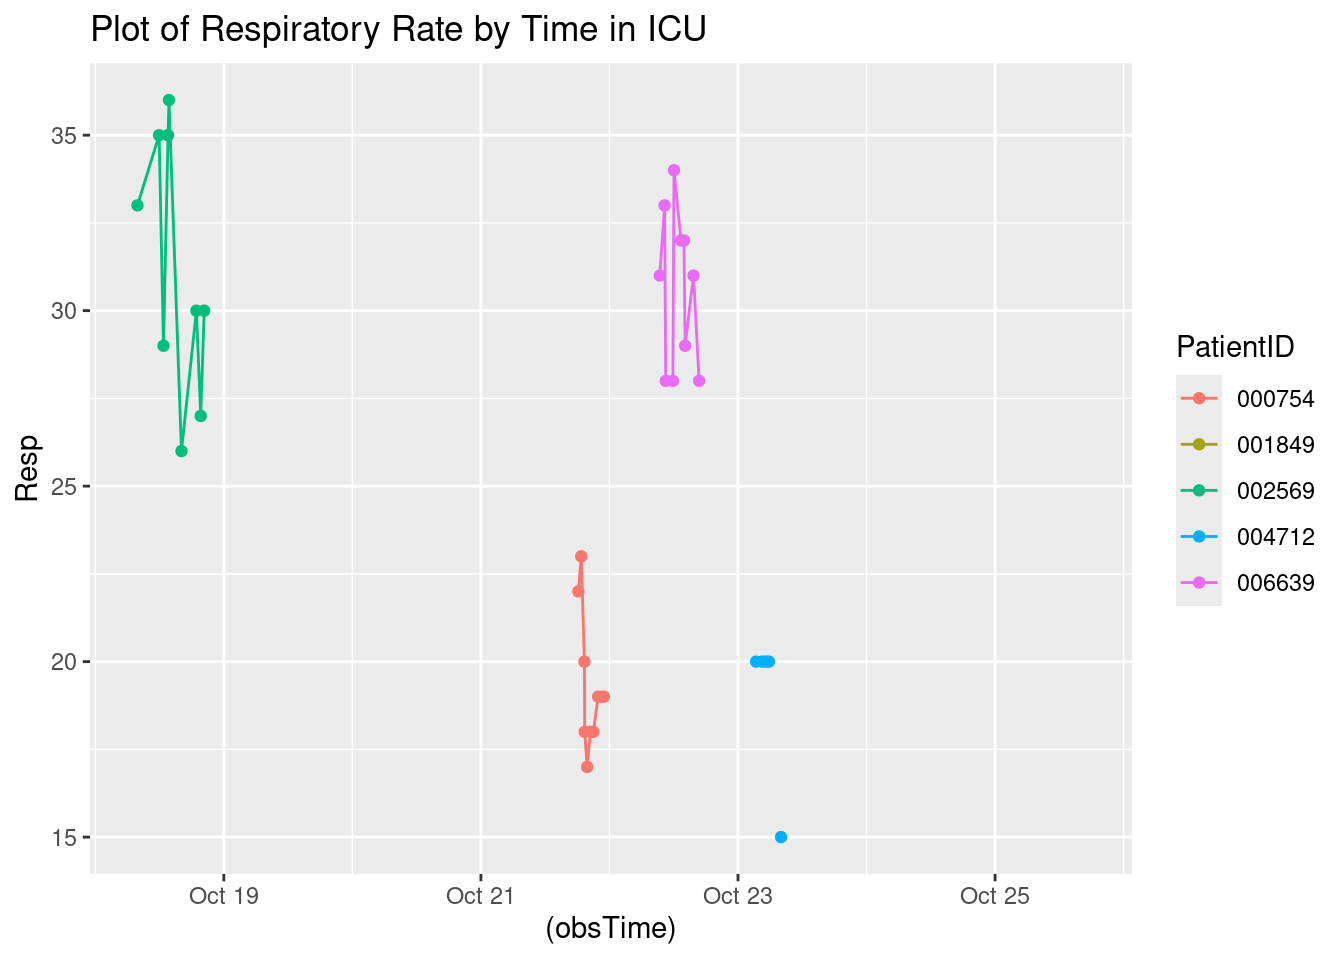 Plot of Respiratory Rate by Time in ICU
35
30
25
20
15
Resp
Oct 19
Oct 21
Oct 23
Oct 25
(obsTime)
PatientID
000754
001849
002569
004712
006639